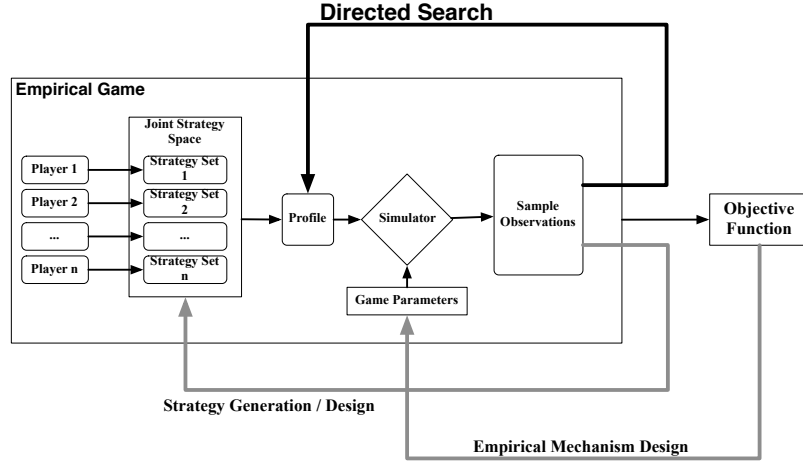 Directed Search
Empirical Game
Joint Strategy
Space
Player 1
Strategy Set
1
Player 2
Strategy Set
2
...
...
Player n
Strategy Set
n
Profile
Simulator
Sample
Observations
Objective
Function
Game Parameters
Strategy Generation / Design
Empirical Mechanism Design